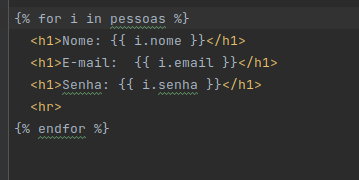 {% for i in pessoas %}
<h1>Nome: {{ i.nome }}</h1>
<h1>E-mail:  {{ i.email }}</h1>
<h1>Senha: {{ i.senha }}</h1>
<hr>
{% endfor %}